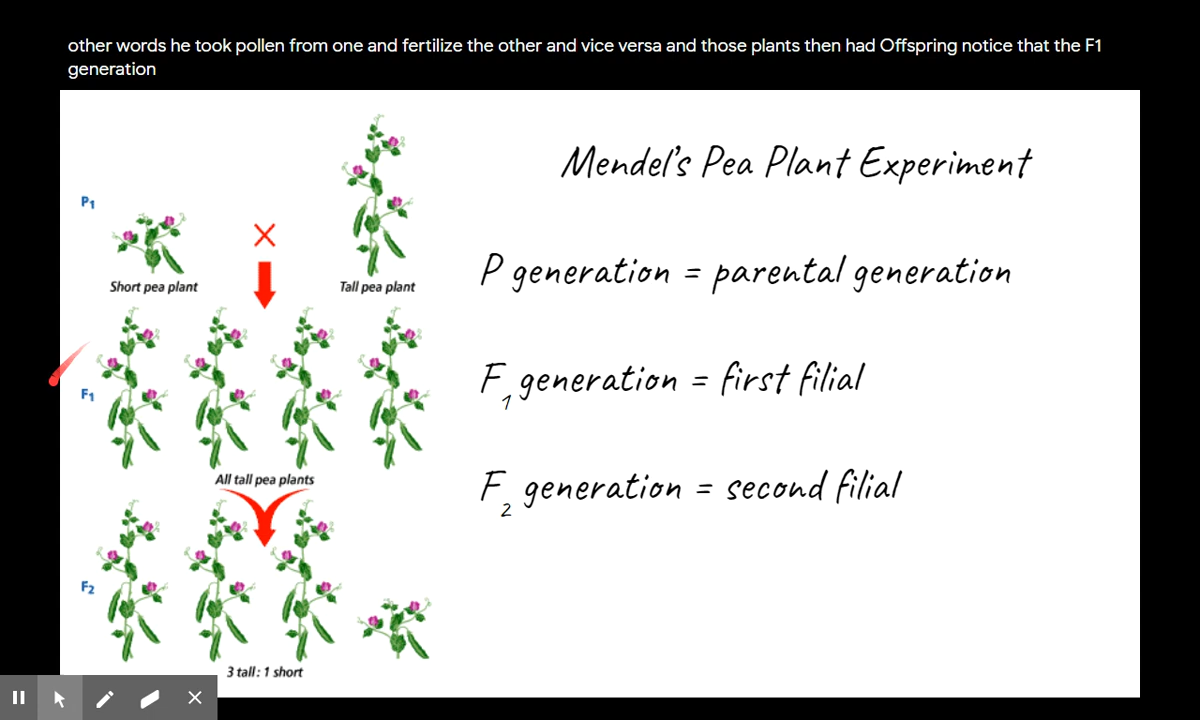 other words he took pollen from one and fertilize the other and vice versa and those plants then had Offspring notice that the F1
generation
Mendel's Pea Plant Experiment
P1
X
Short pea plant
Tall pea plant
P generation = parental generation
F1
F1 generation = first filial
All tall pea plants
F2 generation = second filial
F2
3 tall : 1 short